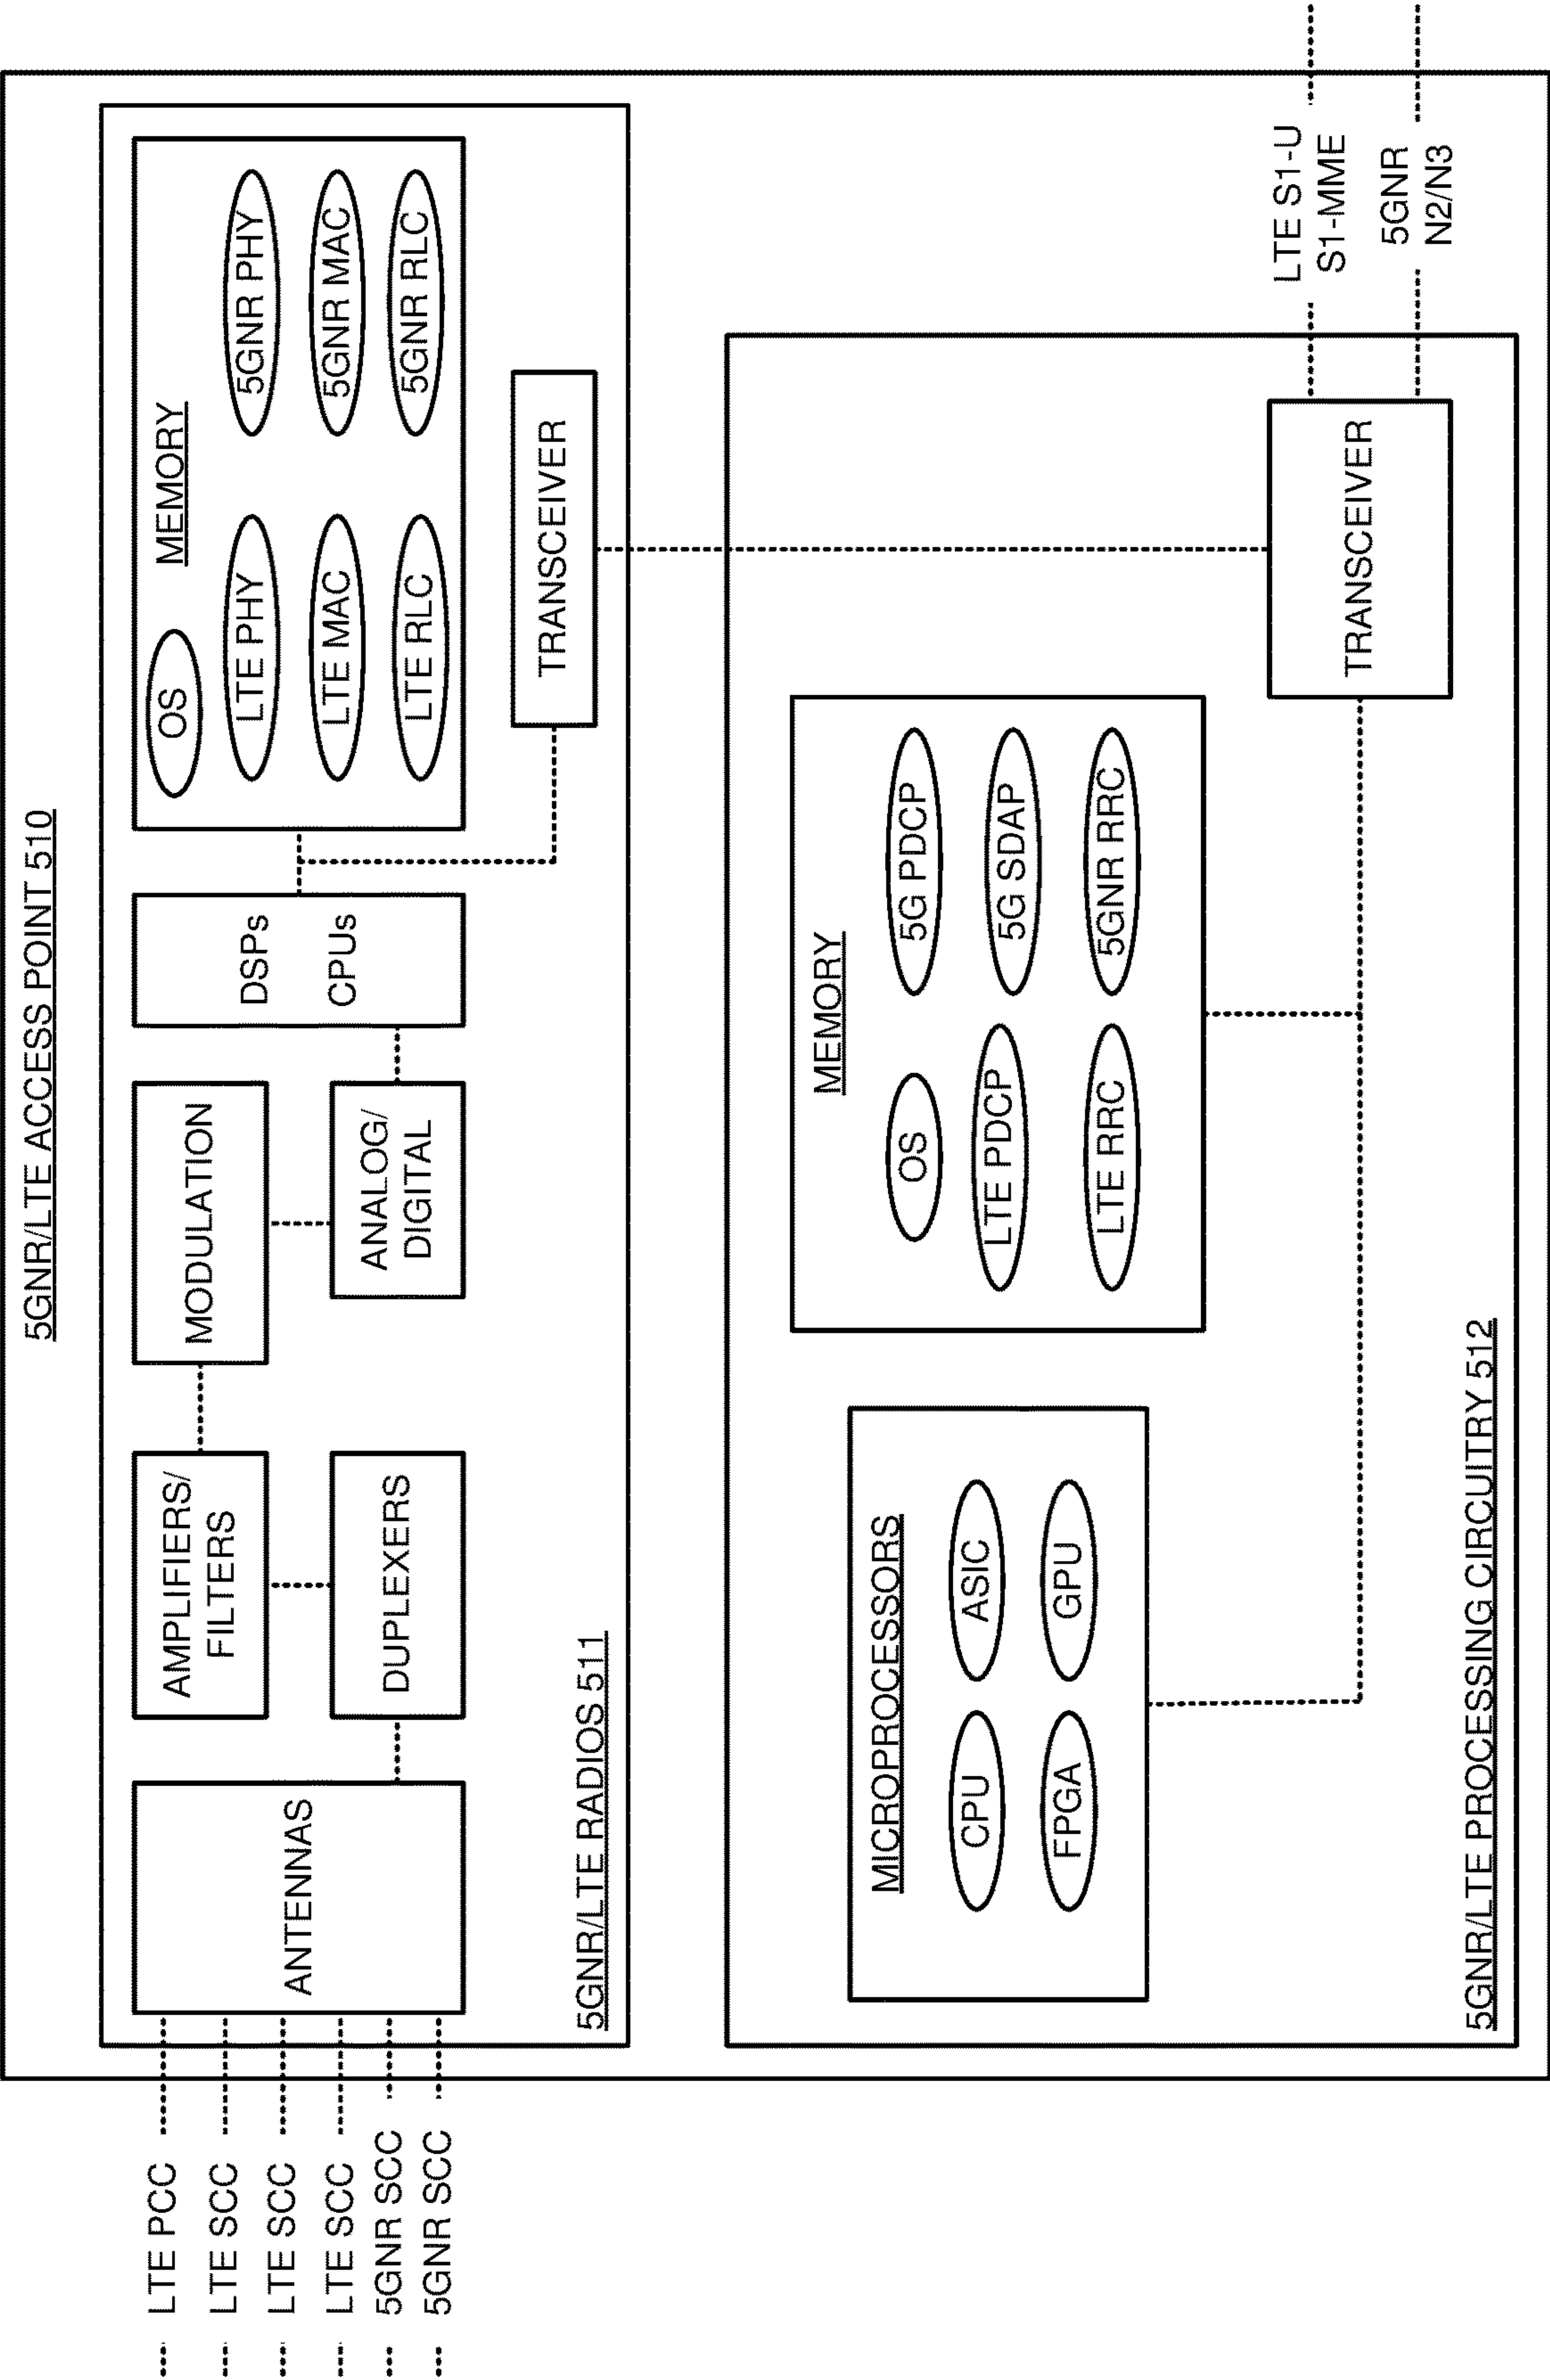 5GNR/LTE ACCESS POINT 510
LTE PCC
LTE SCC
LTE SCC
LTE SCC
5GNR SCC
5GNR SCC
ANTENNAS
AMPLIFIERS/
FILTERS
DUPLEXERS
MODULATION
ANALOG/
DIGITAL
DSPs
CPUs
MEMORY
OS
LTE PHY
5GNR PHY
LTE MAC
5GNR MAC
LTE RLC
5GNR RLC
TRANSCEIVER
5GNR/LTE RADIOS 511
MICROPROCESSORS
CPU
ASIC
FPGA
GPU
MEMORY
OS
5G PDCP
LTE PDCP
5G SDAP
LTE RRC
5GNR RRC
TRANSCEIVER
LTE S1-U
S1-MME
5GNR
N2/N3
5GNR/LTE PROCESSING CIRCUITRY 512